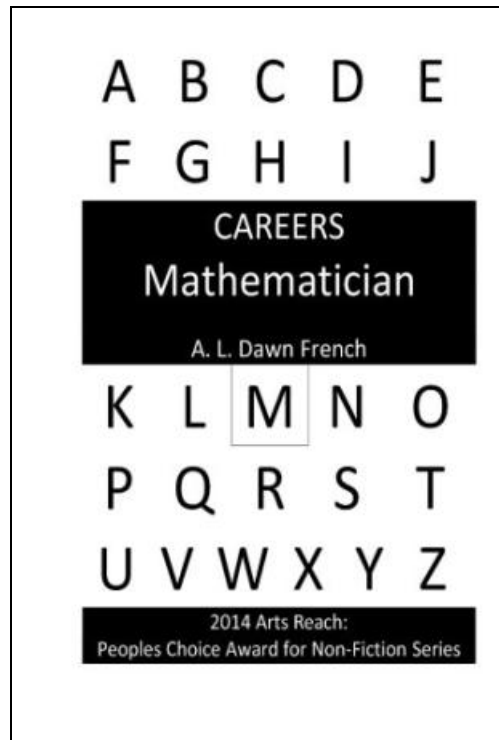 A B C D E
F G H I J
CAREERS
Mathematician
A. L. Dawn French
K L M N O
P Q R S T
U V W X Y Z
2014 Arts Reach:
Peoples Choice Award for Non-Fiction Series